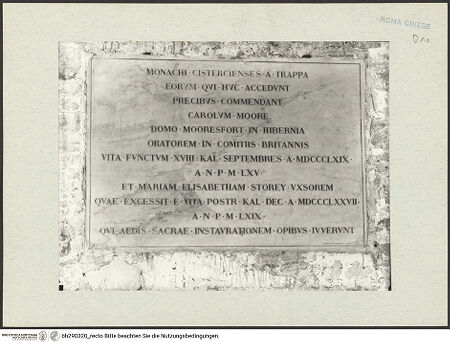 ROMA CHIESE
MONACHI · CISTERCIENSES · A · TRAPPA
EORVM · QVI · HVC · ACCEDVNT
PRECIBVS · COMMENDANT
CAROLVM · MOORE
DOMO · MOORESFORT · IN · HIBERNIA
ORATOREM · IN · COMITIIS · BRITANNIS
VITA · FVNCTVM · XVIII · KAL · SEPTEMBRES · A · MDCCCLXIX ·
A · N · P · M · LXV ·
ET · MARIAM · ELISABETHAM · STOREY · VXSOREM
QVAE · EXCESSIT · E · VITA · POSTR · KAL · DEC · A · MDCCCLXXVII
A · N · P · M · LXIX ·
QVI · AEDIS · SACRAE · INSTAVRATIONEM · OPIBVS · IVVERVNT
bh290320_recto Bitte beachten Sie die Nutzungsbedingungen.